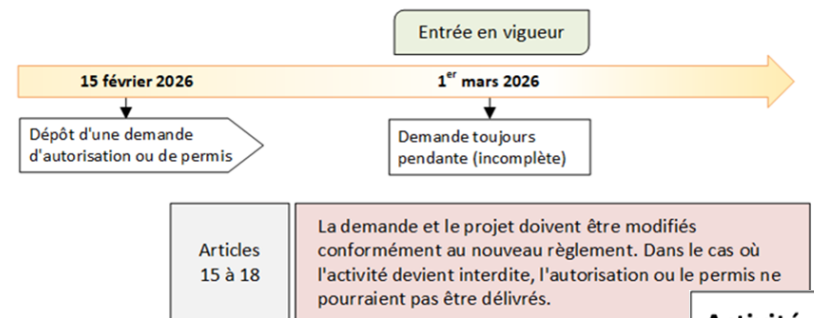 Entrée en vigueur
15 février 2026
1er mars 2026
Dépôt d'une demande
d'autorisation ou de permis
Demande toujours
pendante (incomplète)
Articles
15 à 18
La demande et le projet doivent être modifiés
conformément au nouveau règlement. Dans le cas où
l'activité devient interdite, l'autorisation ou le permis ne
pourraient pas être délivrés.